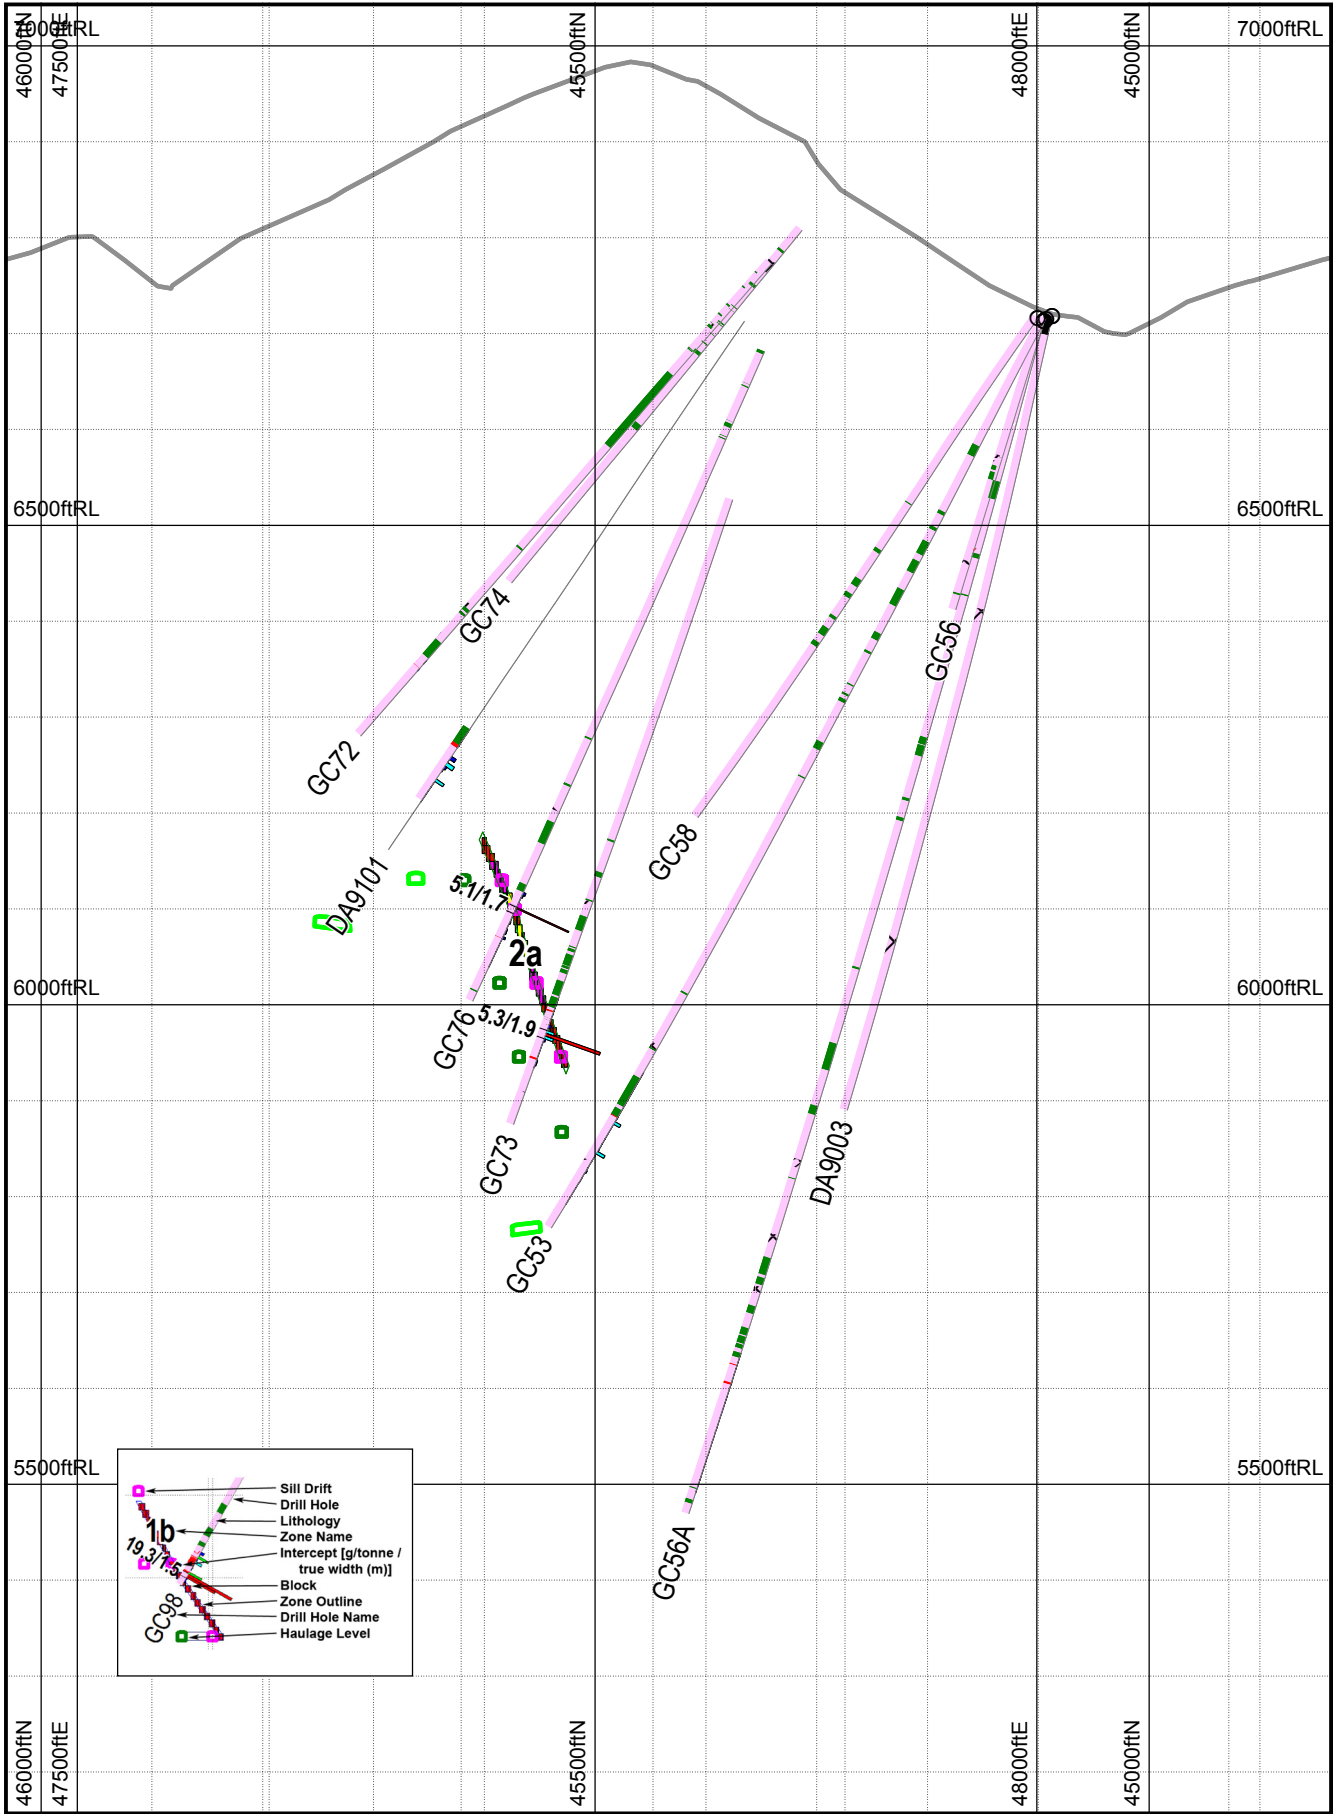 46000ftN
47500ftE
7000ftRL
45500ftN
48000ftE
45000ftN
7000ftRL
6500ftRL
6500ftRL
GC74
GC56
GC72
GC58
DA9101
5.1/1.7
2a
6000ftRL
6000ftRL
GC76
5.3/1.9
GC73
DA9003
GC53
5500ftRL
5500ftRL
GC56A
Sill Drift
Drill Hole
Lithology
1b
Zone Name
19.3/1.5
Intercept [g/tonne /
true width (m)]
Block
Zone Outline
GC98
Drill Hole Name
Haulage Level
46000ftN
47500ftE
45500ftN
48000ftE
45000ftN